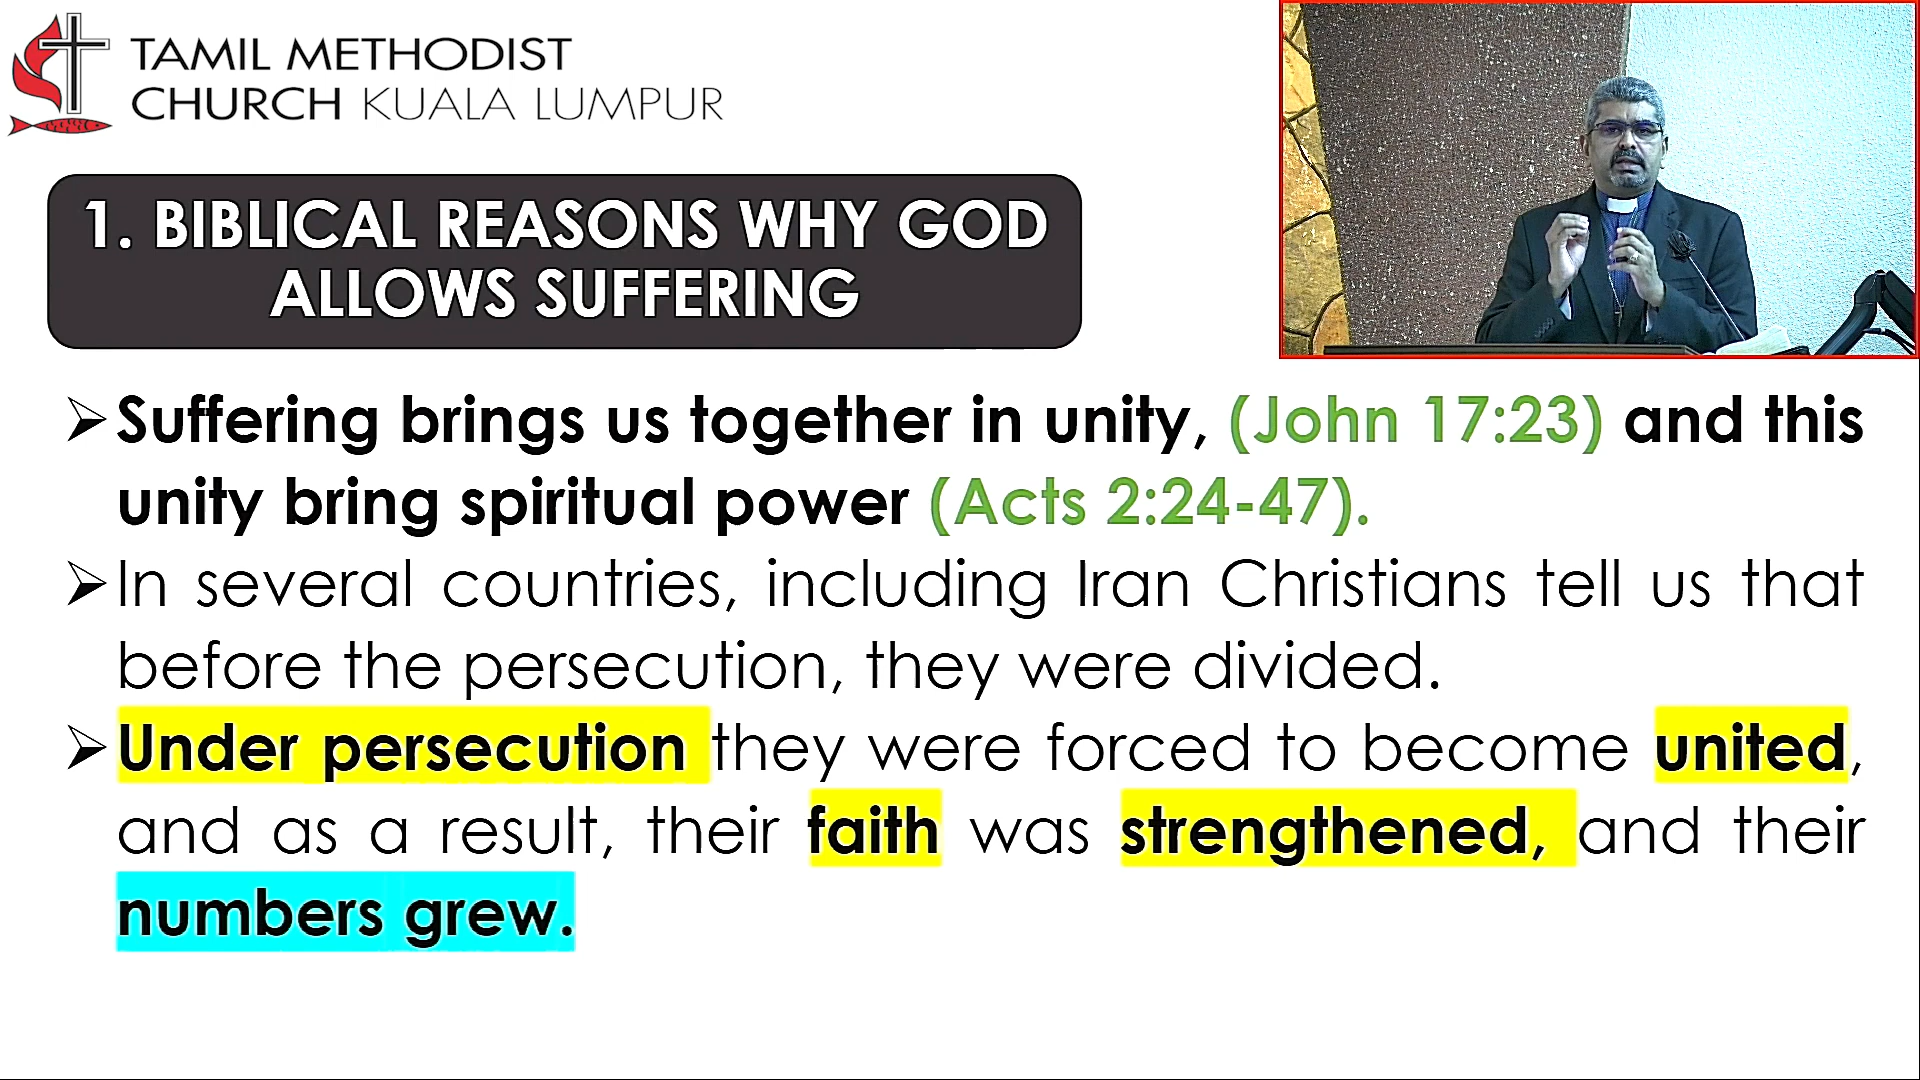 TAMIL METHODIST
CHURCH KUALA LUMPUR
1. BIBLICAL REASONS WHY GOD
ALLOWS SUFFERING
➢Suffering brings us together in unity, (John 17:23) and this
unity bring spiritual power (Acts 2:24-47).
➢In several countries, including Iran Christians tell us that
before the persecution, they were divided.
➢Under persecution they were forced to become united,
and as a result, their faith was strengthened, and their
numbers grew.